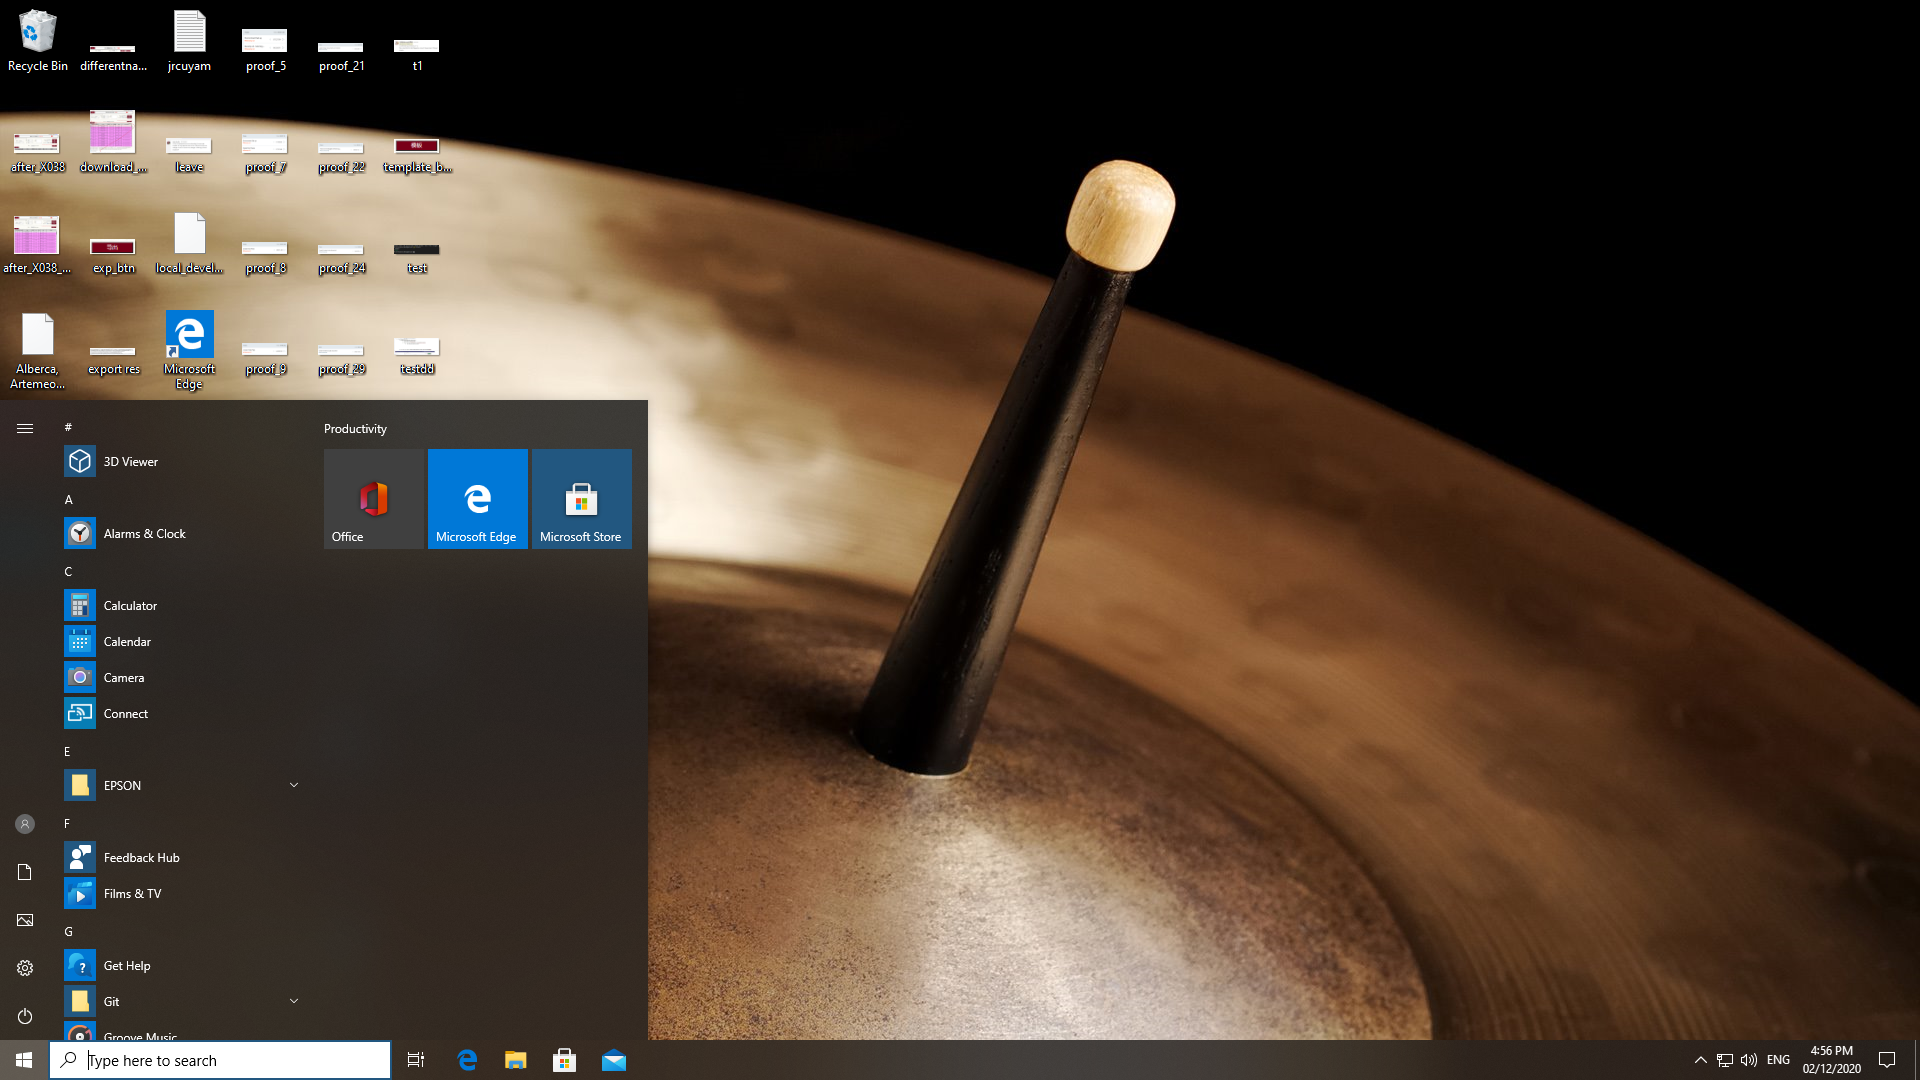 Recycle Bin
differentna...
jrcuyam
proof_5
proof_21
t1
after_X038
download_...
leave
proof_7
proof_22
template_b...
after_X038_...
exp_btn
local_devel...
proof_8
proof_24
test
Alberca,
Artemeo...
export res
Microsoft
Edge
proof_9
proof_29
testdd
#
3D Viewer
A
Alarms & Clock
C
Calculator
Calendar
Camera
Connect
E
EPSON
F
Feedback Hub
Films & TV
G
Get Help
Git
Groove Music
Productivity
Office
Microsoft Edge
Microsoft Store
Type here to search
ENG
4:56 PM
02/12/2020